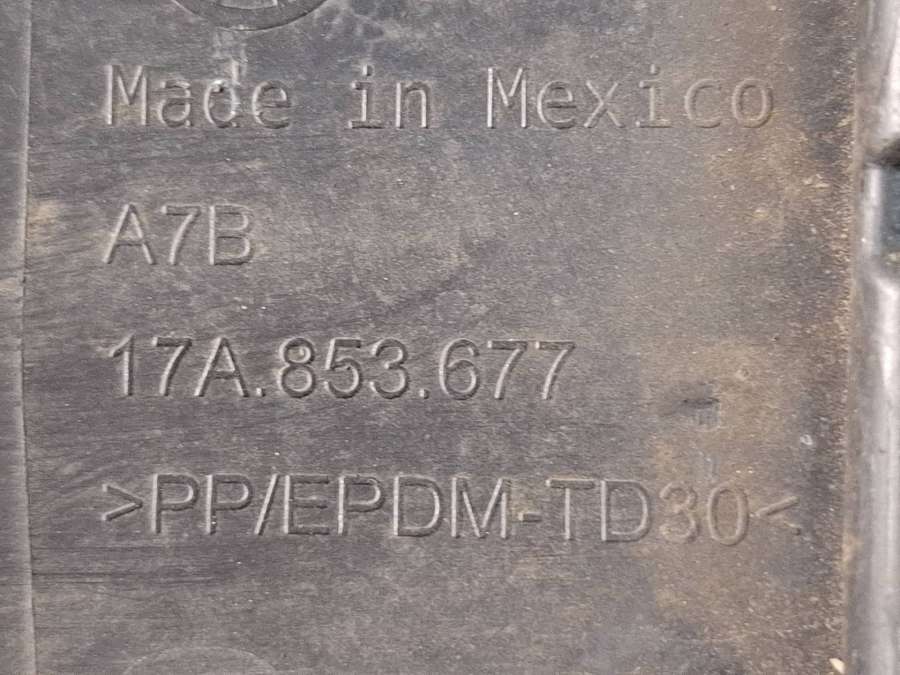 Made in Mexico
A7B
17A.853.677
>PP/EPDM-TD30<